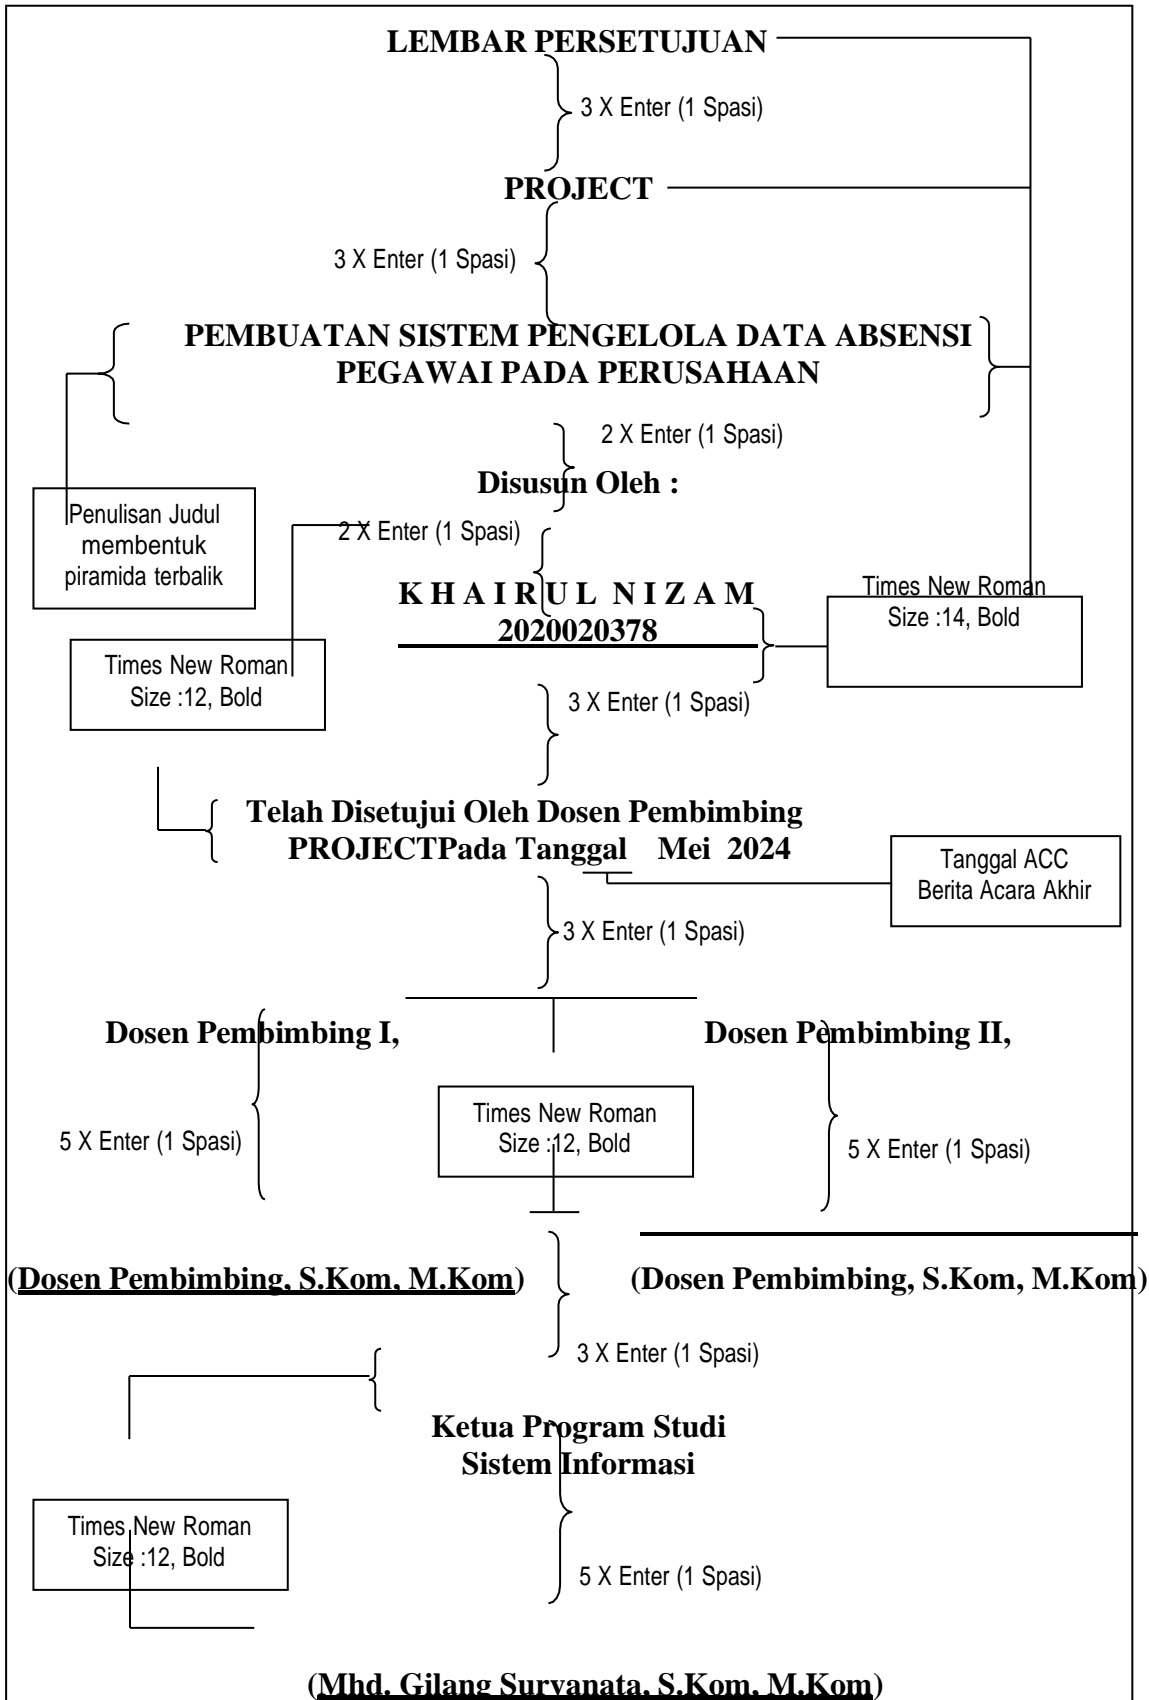 LEMBAR PERSETUJUAN
3 X Enter (1 Spasi)
PROJECT
3 X Enter (1 Spasi)
PEMBUATAN SISTEM PENGELOLA DATA ABSENSI
PEGAWAI PADA PERUSAHAAN
2 X Enter (1 Spasi)
Disusun Oleh :
Penulisan Judul
membentuk
piramida terbalik
2 X Enter (1 Spasi)
K H A I R U L  N I Z A M
2020020378
Times New Roman
Size :14, Bold
Times New Roman
Size :12, Bold
3 X Enter (1 Spasi)
Telah Disetujui Oleh Dosen Pembimbing
PROJECTPada Tanggal    Mei  2024
Tanggal ACC
Berita Acara Akhir
3 X Enter (1 Spasi)
Dosen Pembimbing I,
Dosen Pembimbing II,
Times New Roman
Size :12, Bold
5 X Enter (1 Spasi)
5 X Enter (1 Spasi)
(Dosen Pembimbing, S.Kom, M.Kom)
(Dosen Pembimbing, S.Kom, M.Kom)
3 X Enter (1 Spasi)
Ketua Program Studi
Sistem Informasi
Times New Roman
Size :12, Bold
5 X Enter (1 Spasi)
(Mhd. Gilang Suryanata, S.Kom, M.Kom)